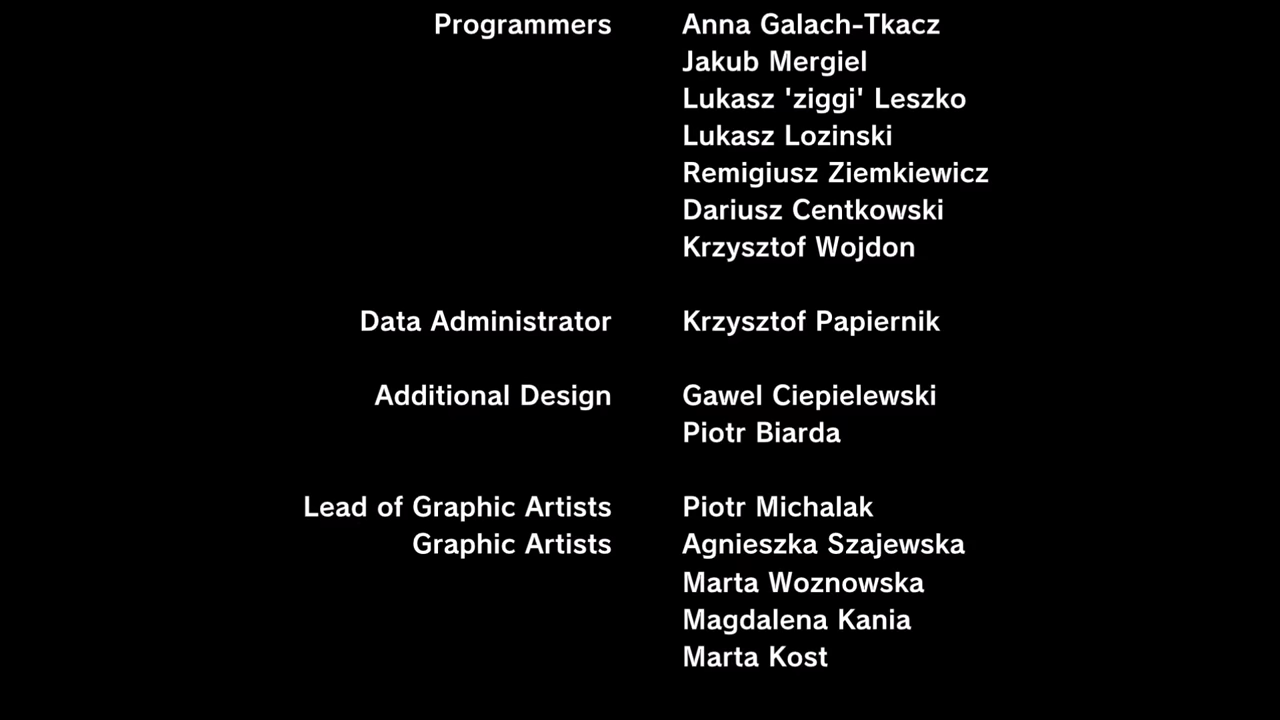 Programmers Anna Galach-Tkacz
Jakub Mergiel
Lukasz 'ziggi' Leszko
Lukasz Lozinski
Remigiusz Ziemkiewicz
Dariusz Centkowski
Krzysztof Wojdon
Data Administrator Krzysztof Papiernik
Additional Design Gawel Ciepielewski
Piotr Biarda
Lead of Graphic Artists Piotr Michalak
Graphic Artists Agnieszka Szajewska
Marta Woznowska
Magdalena Kania
Marta Kost